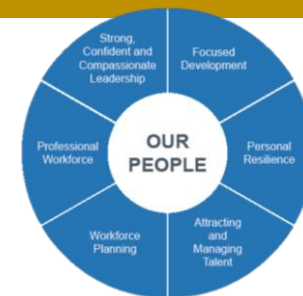 Strong,
Confident and
Compassionate
Leadership
Focused
Development
Professional
Workforce
OUR
PEOPLE
Personal
Resilience
Workforce
Planning
Attracting
and
Managing
Talent